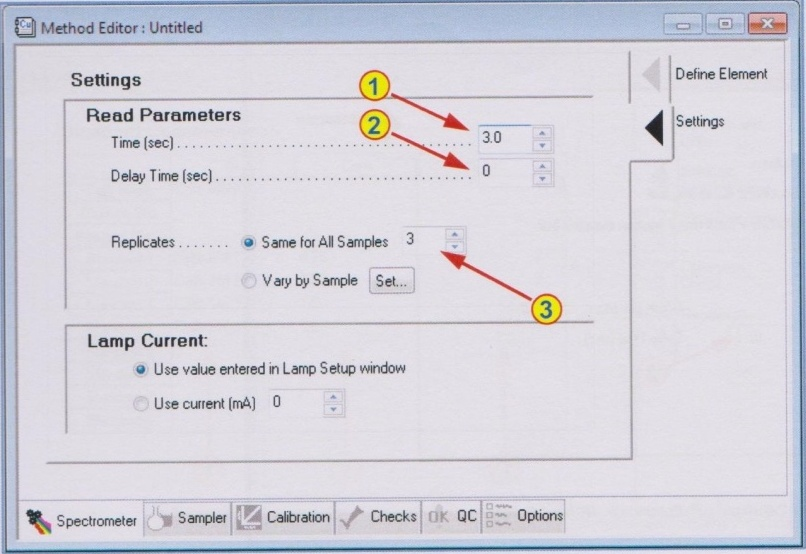 Cu Method Editor : Untitled
Settings
Define Element
Settings
Read Parameters
1
Time (sec) . . . . . . . . . . . . . . . . . . . . . . . . . . . . . . . . . . . . . . . . . 3.0
2
Delay Time (sec) . . . . . . . . . . . . . . . . . . . . . . . . . . . . . . . . . . . . . 0
Replicates . . . . . . . Same for All Samples 3
Vary by Sample Set...
3
Lamp Current:
Use value entered in Lamp Setup window
Use current (mA) 0
Spectrometer Sampler Calibration Checks OK QC Options